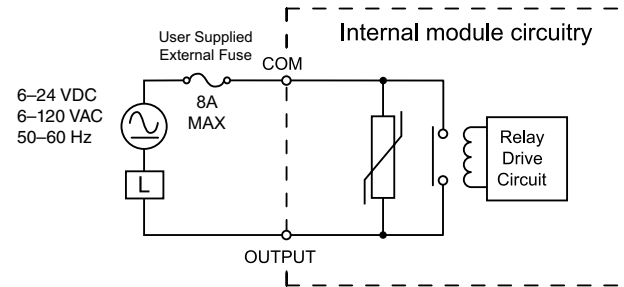 Internal module circuitry
User Supplied
External Fuse
COM
8A
MAX
6–24 VDC
6–120 VAC
50–60 Hz
L
Relay
Drive
Circuit
OUTPUT